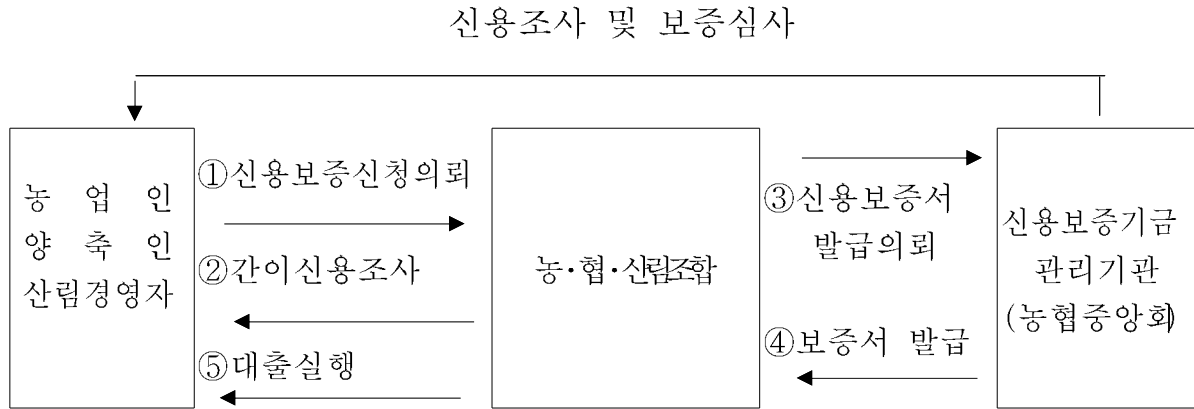 신용조사 및 보증심사
농 업 인
양 축 인
산림경영자
①신용보증신청의뢰
②간이신용조사
⑤대출실행
농·협·산림조합
③신용보증서
발급의뢰
④보증서 발급
신용보증기금
관리기관
(농협중앙회)